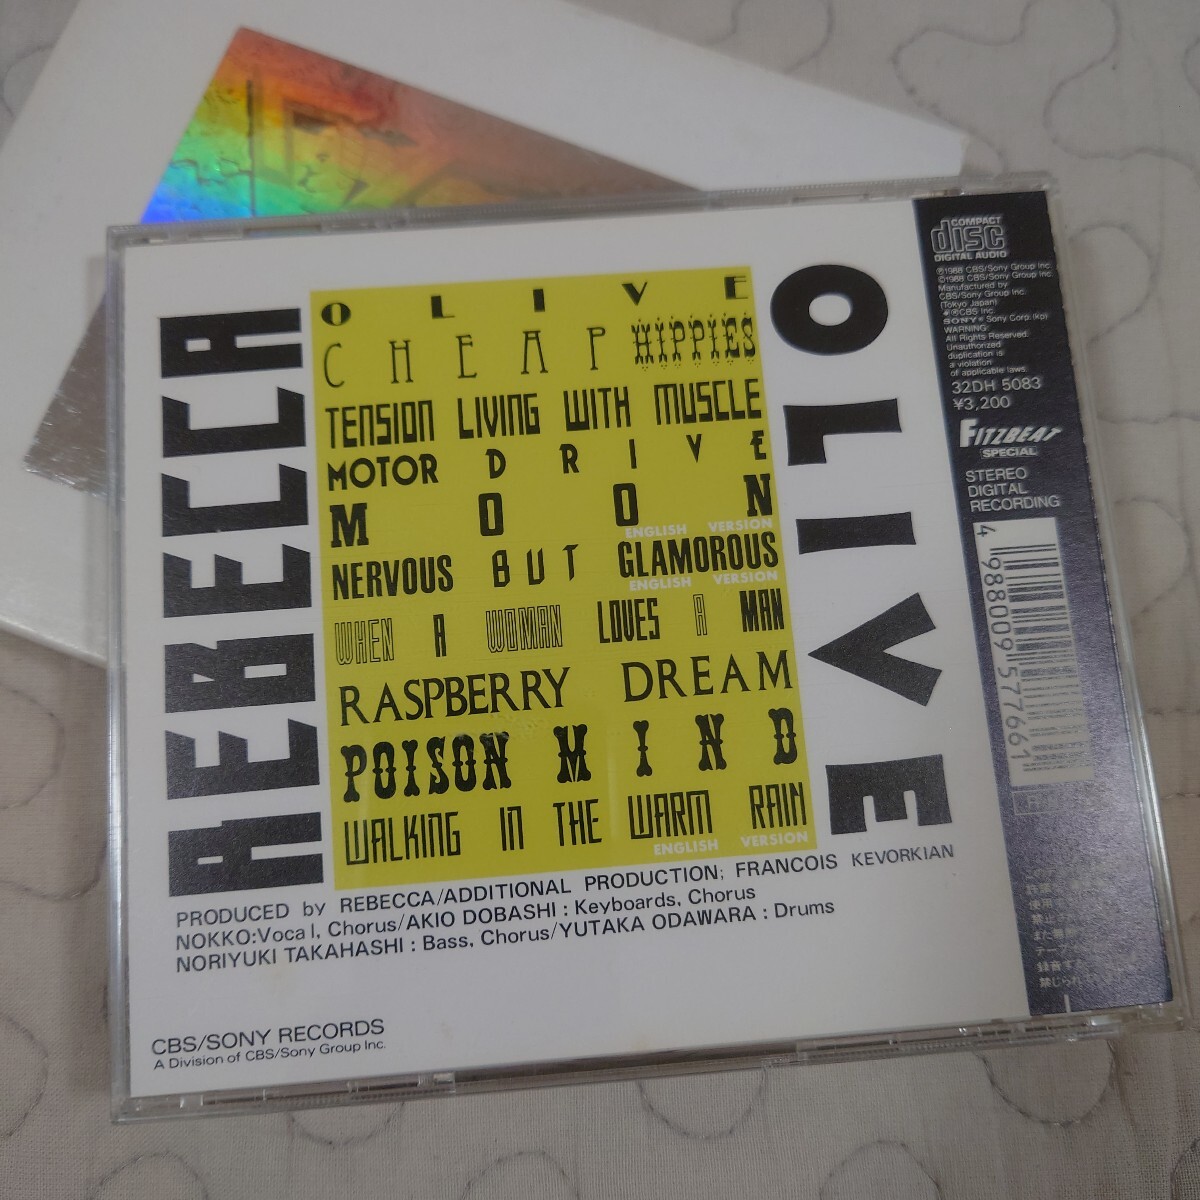 REBECCA
OLIVE
CHEAP HIPPIES
TENSION LIVING WITH MUSCLE
MOTOR DRIVE
MOON
ENGLISH VERSION
NERVOUS BUT GLAMOROUS
ENGLISH VERSION
WHEN A WOMAN LOVES A MAN
RASPBERRY DREAM
POISON MIND
WALKING IN THE WARM RAIN
ENGLISH VERSION
OLIVE
PRODUCED by REBECCA/ADDITIONAL PRODUCTION; FRANCOIS KEVORKIAN
NOKKO:Vocal, Chorus/AKIO DOBASHI : Keyboards, Chorus
NORIYUKI TAKAHASHI : Bass, Chorus/YUTAKA ODAWARA : Drums
CBS/SONY RECORDS
A Division of CBS/Sony Group Inc.
COMPACT
disc
DIGITAL AUDIO
℗1988 CBS/Sony Group Inc.
©1988 CBS/Sony Group Inc.
Manufactured by
CBS/Sony Group Inc.
(Tokyo Japan)
®CBS Inc.
SONY® Sony Corp.(kp)
WARNING:
All Rights Reserved.
Unauthorized
duplication is
a violation
of applicable laws.
32DH 5083
¥3,200
FITZBEAT
SPECIAL
STEREO
DIGITAL
RECORDING
4 988009 577661